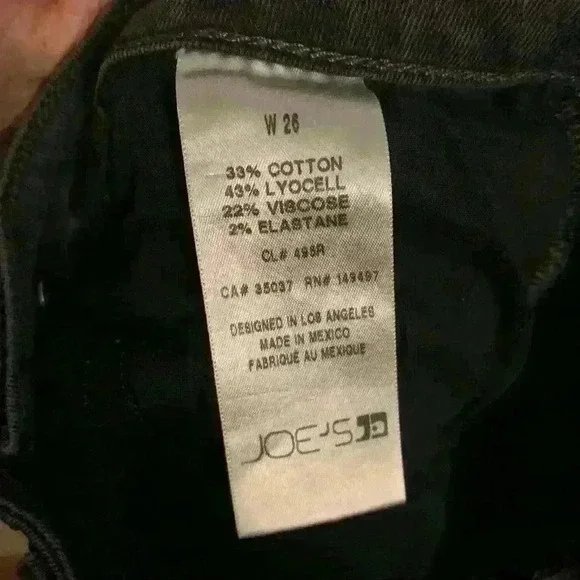 W 26
33% COTTON
43% LYOCELL
22% VISCOSE
2% ELASTANE
CL# 495R
CA# 35037 RN# 149497
DESIGNED IN LOS ANGELES
MADE IN MEXICO
FABRIQUÉ AU MEXIQUE
JOE'S